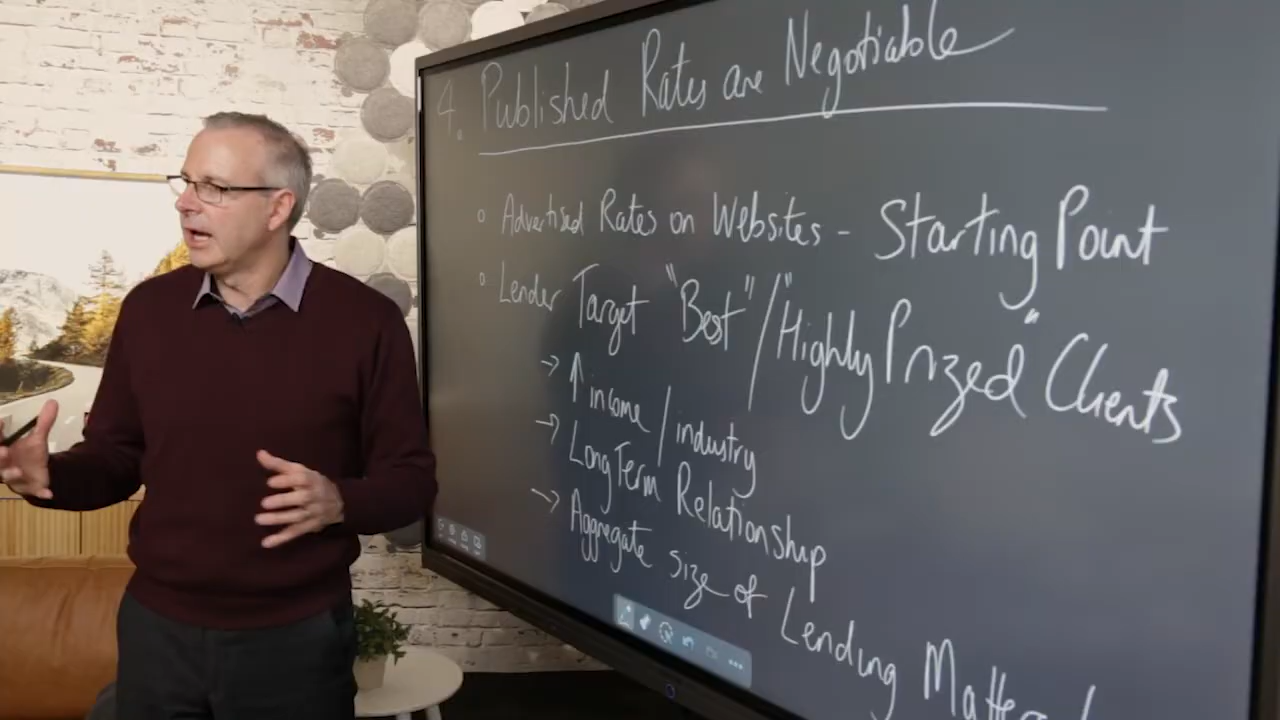 4. Published Rates are Negotiable
Advertised Rates on Websites - Starting Point
Lender Target "Best"/"Highly Prized" Clients
→ ↑ income/industry
→ Long Term Relationship
→ Aggregate size of Lending Matters!